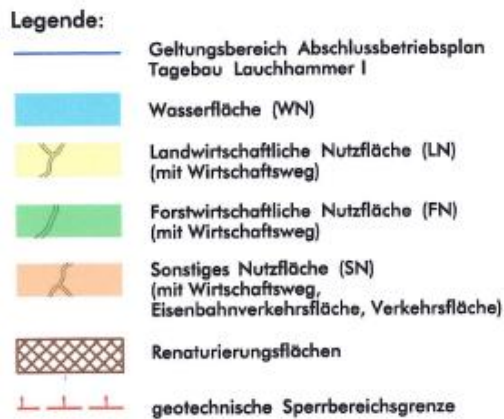 Legende:
Geltungsbereich Abschlussbetriebsplan
Tagebau Lauchhammer I
Wasserfläche (WN)
Landwirtschaftliche Nutzfläche (LN)
(mit Wirtschaftsweg)
Forstwirtschaftliche Nutzfläche (FN)
(mit Wirtschaftsweg)
Sonstiges Nutzfläche (SN)
(mit Wirtschaftsweg,
Eisenbahnverkehrsfläche, Verkehrsfläche)
Renaturierungsflächen
geotechnische Sperrbereichsgrenze